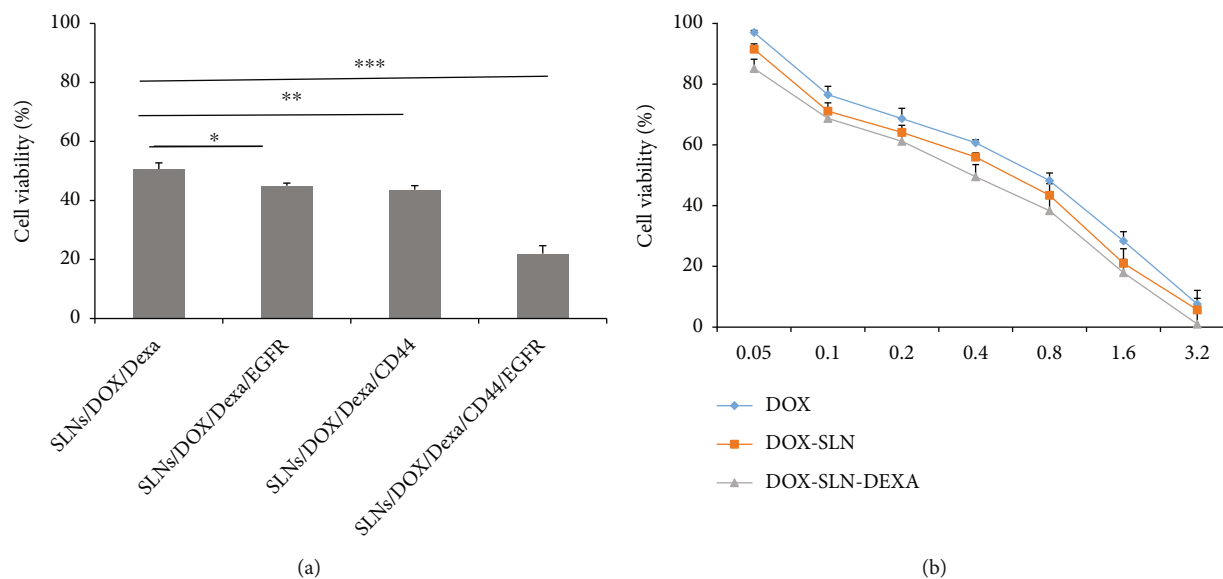 100
80
60
40
20
0
Cell viability (%)
***
**
*
SLNs/DOX/Dexa
SLNs/DOX/Dexa/EGFR
SLNs/DOX/Dexa/CD44
SLNs/DOX/Dexa/CD44/EGFR
(a)
100
80
60
40
20
0
Cell viability (%)
0.05 0.1 0.2 0.4 0.8 1.6 3.2
DOX
DOX-SLN
DOX-SLN-DEXA
(b)